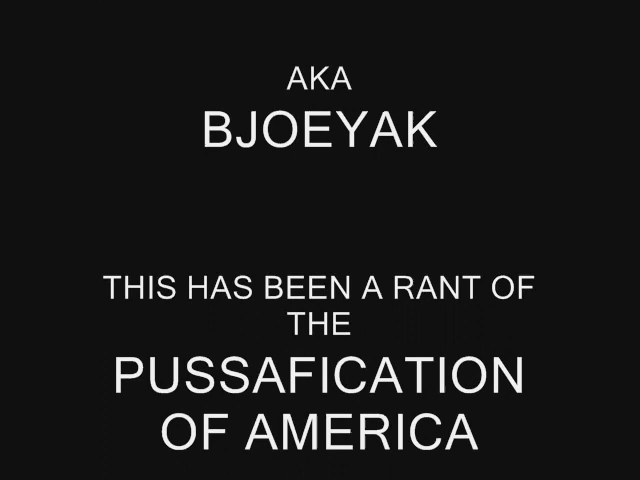 AKA
BJOEYAK
THIS HAS BEEN A RANT OF
THE
PUSSAFICATION
OF AMERICA